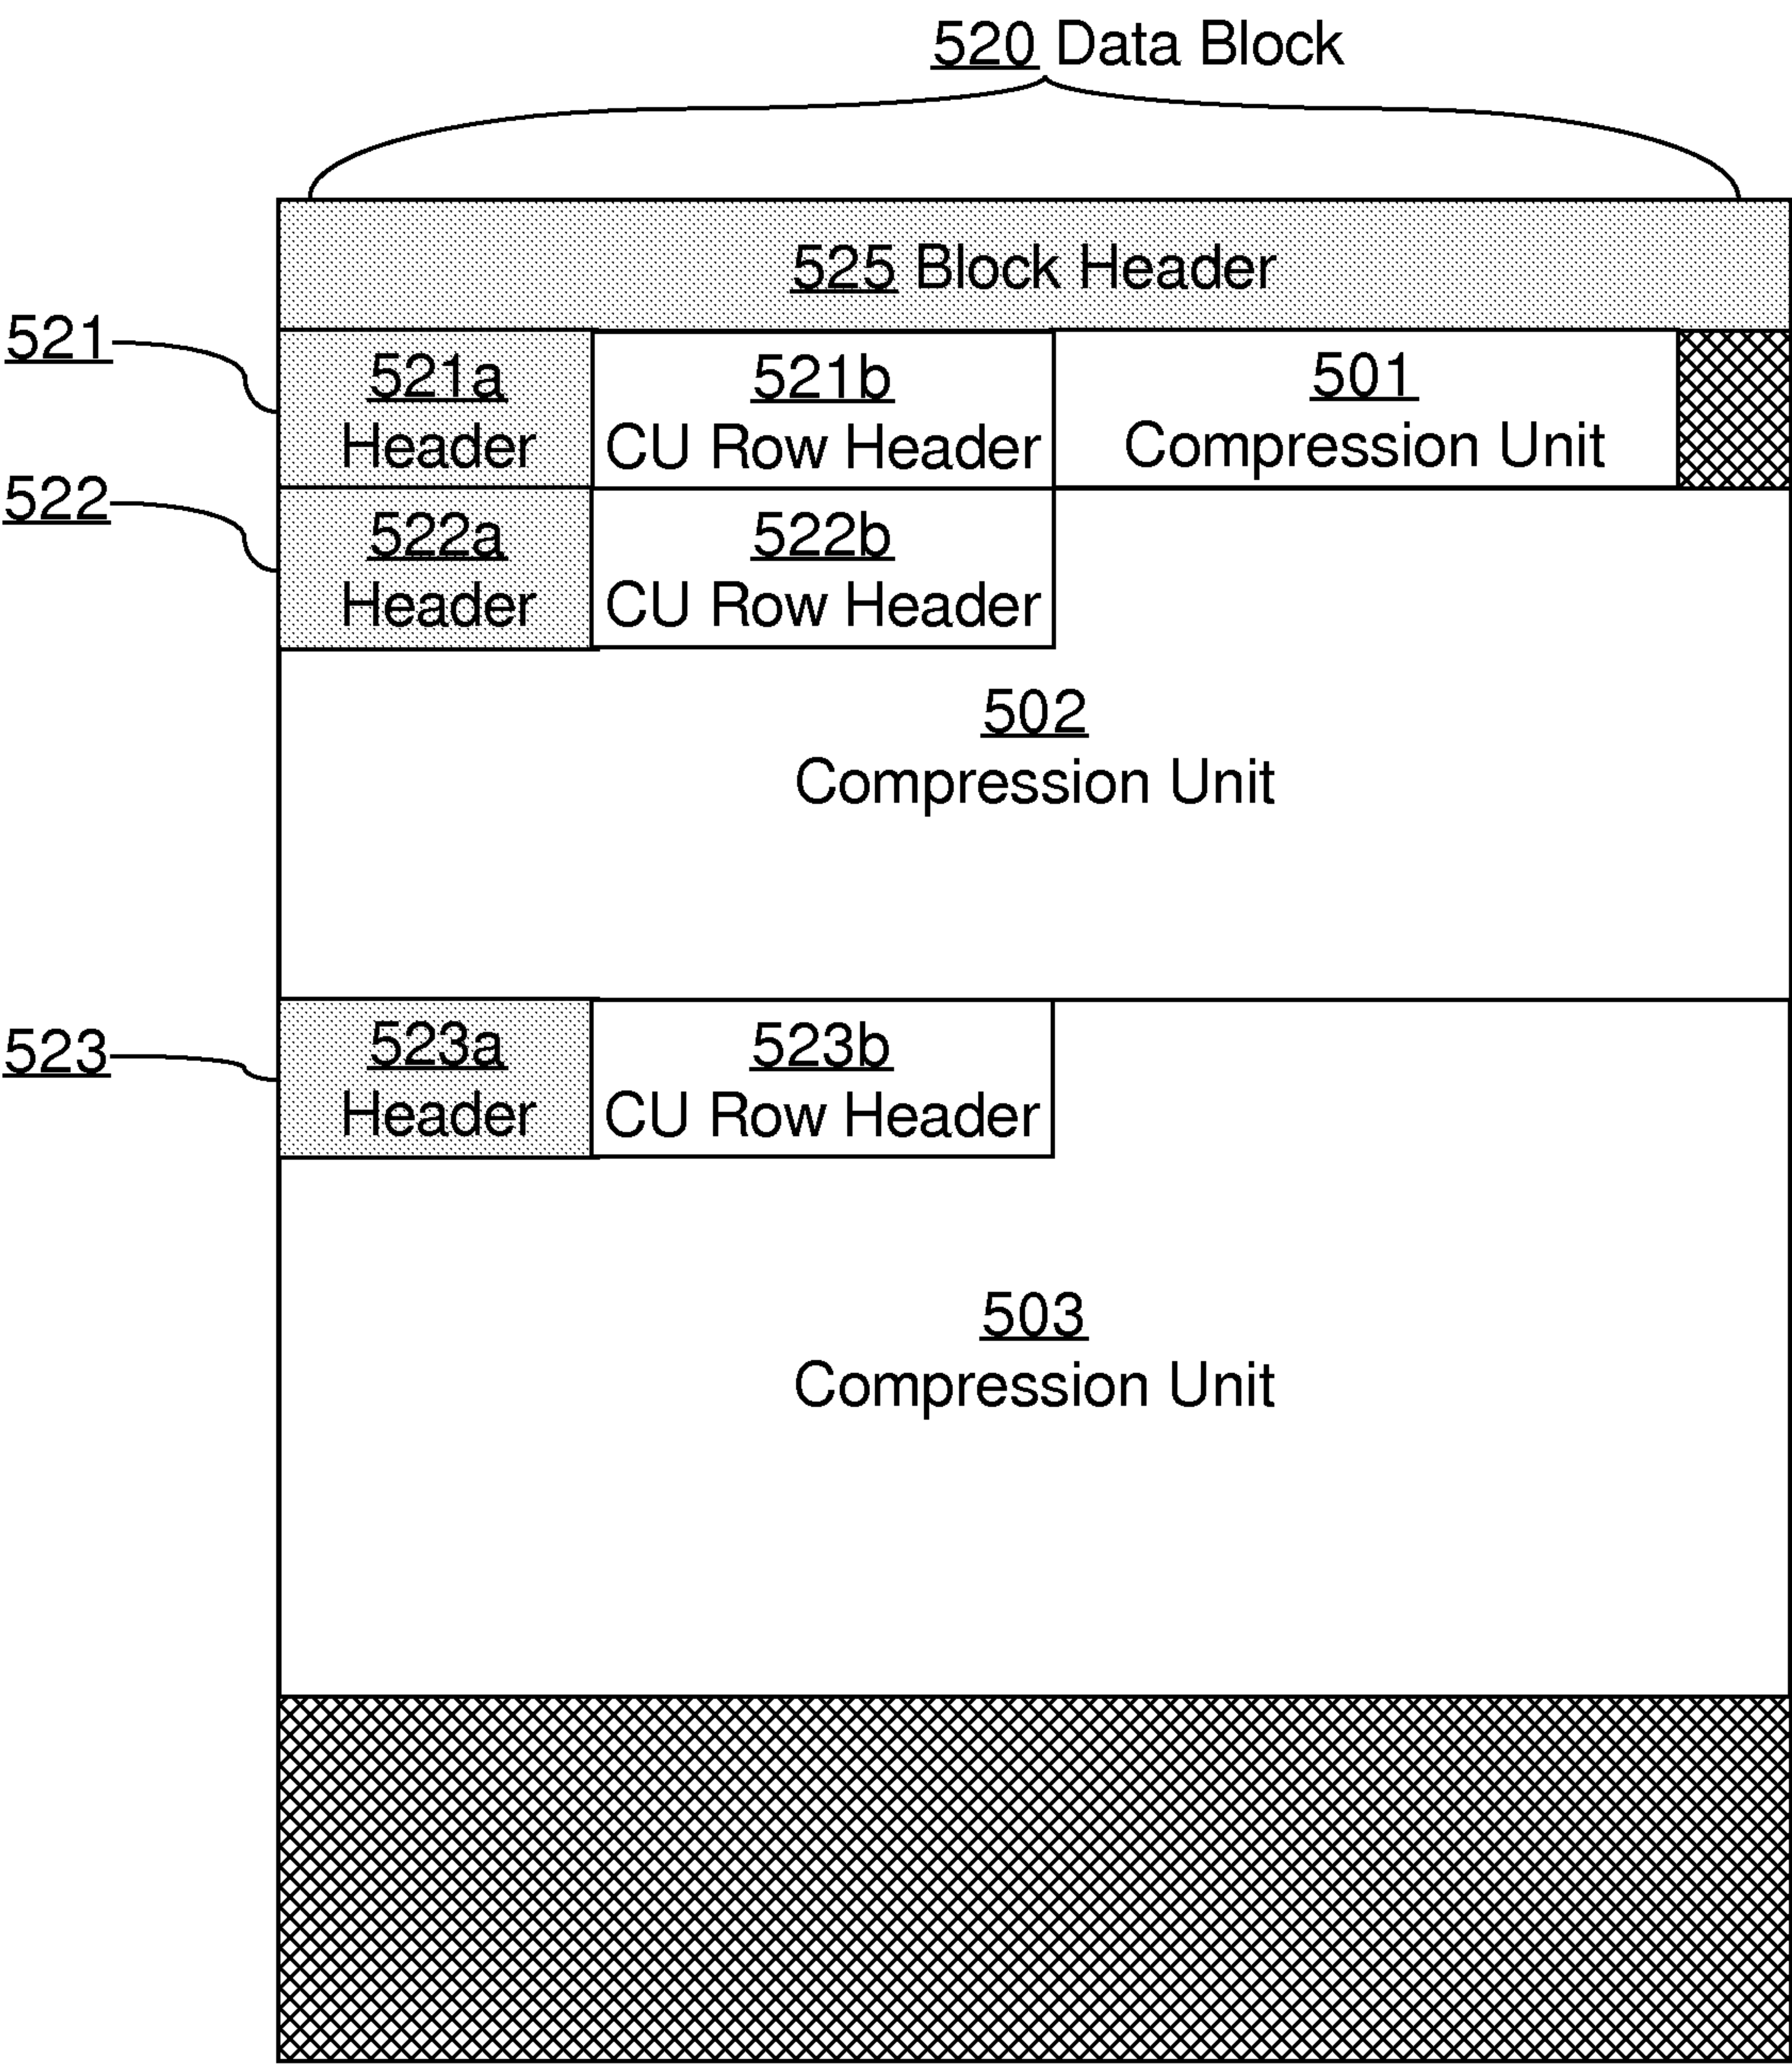 520 Data Block
525 Block Header
521
521a
Header
521b
CU Row Header
501
Compression Unit
522
522a
Header
522b
CU Row Header
502
Compression Unit
523
523a
Header
523b
CU Row Header
503
Compression Unit